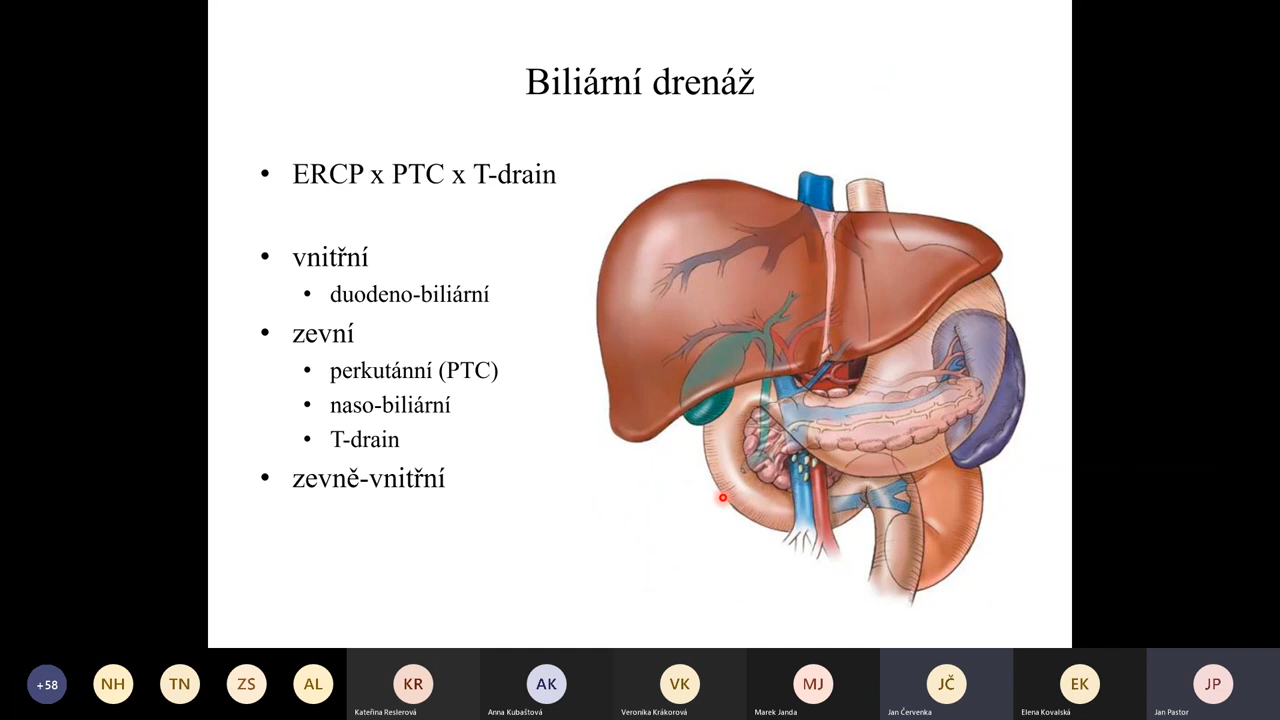 Biliární drenáž
• ERCP x PTC x T-drain
• vnitřní
• duodeno-biliární
• zevní
• perkutánní (PTC)
• naso-biliární
• T-drain
• zevně-vnitřní
+58
NH
TN
ZS
AL
KR
Kateřina Reslerová
AK
Anna Kubaštová
VK
Veronika Krákorová
MJ
Marek Janda
JČ
Jan Červenka
EK
Elena Kovalská
JP
Jan Pastor